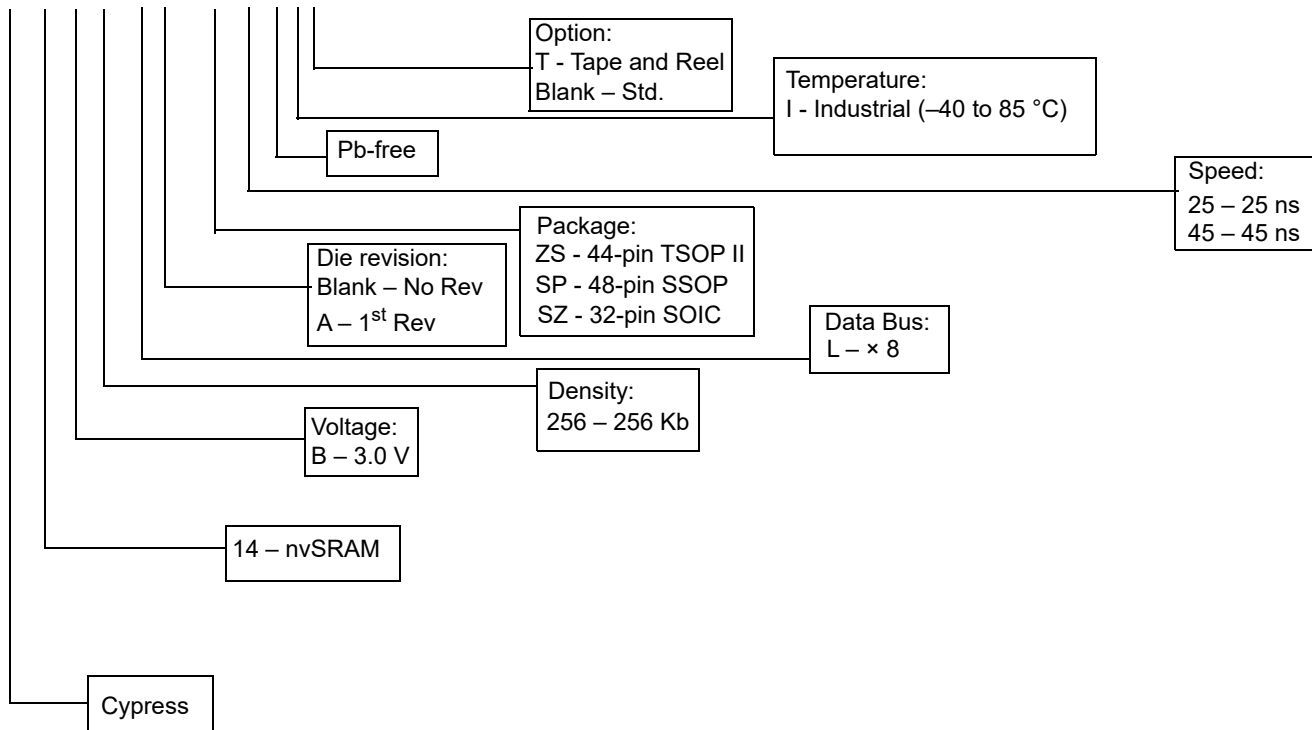 Option:
T - Tape and Reel
Blank – Std.
Temperature:
I - Industrial (–40 to 85 °C)
Pb-free
Speed:
25 – 25 ns
45 – 45 ns
Package:
ZS - 44-pin TSOP II
SP - 48-pin SSOP
SZ - 32-pin SOIC
Die revision:
Blank – No Rev
A – 1st Rev
Data Bus:
L – × 8
Density:
256 – 256 Kb
Voltage:
B – 3.0 V
14 – nvSRAM
Cypress